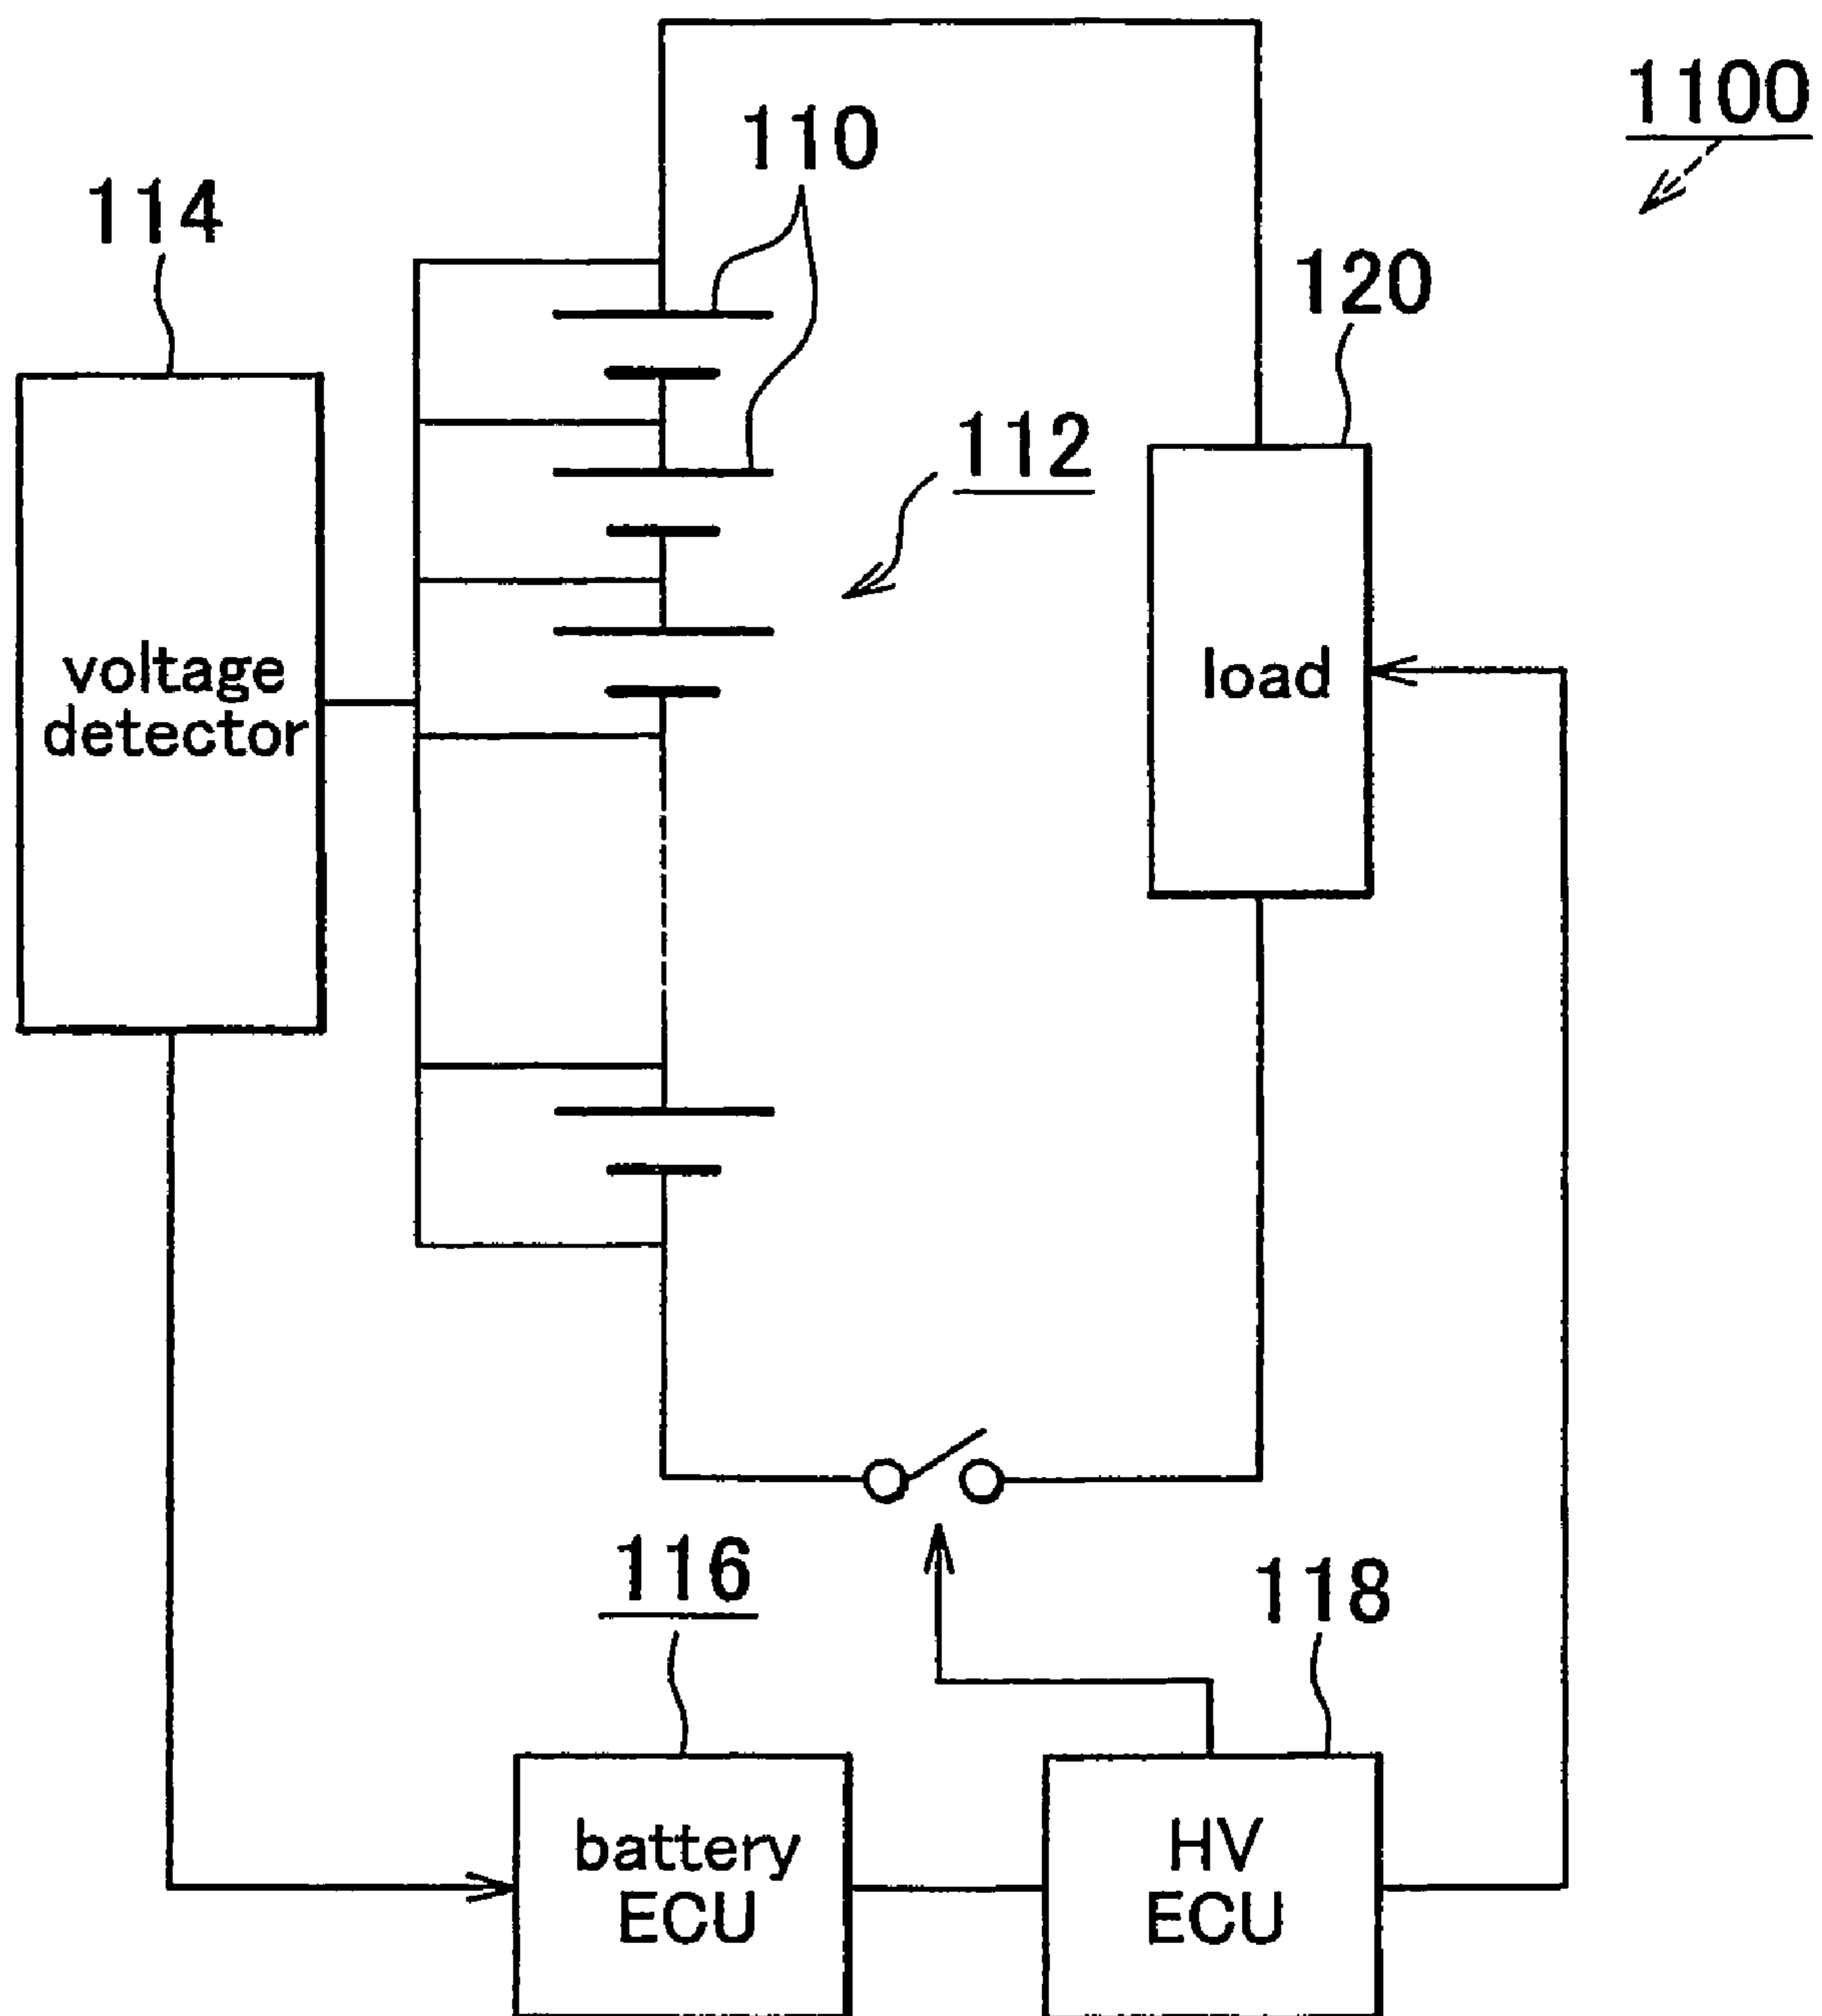 1100
110
114
120
112
voltage
detector
load
116
118
battery
ECU
HV
ECU